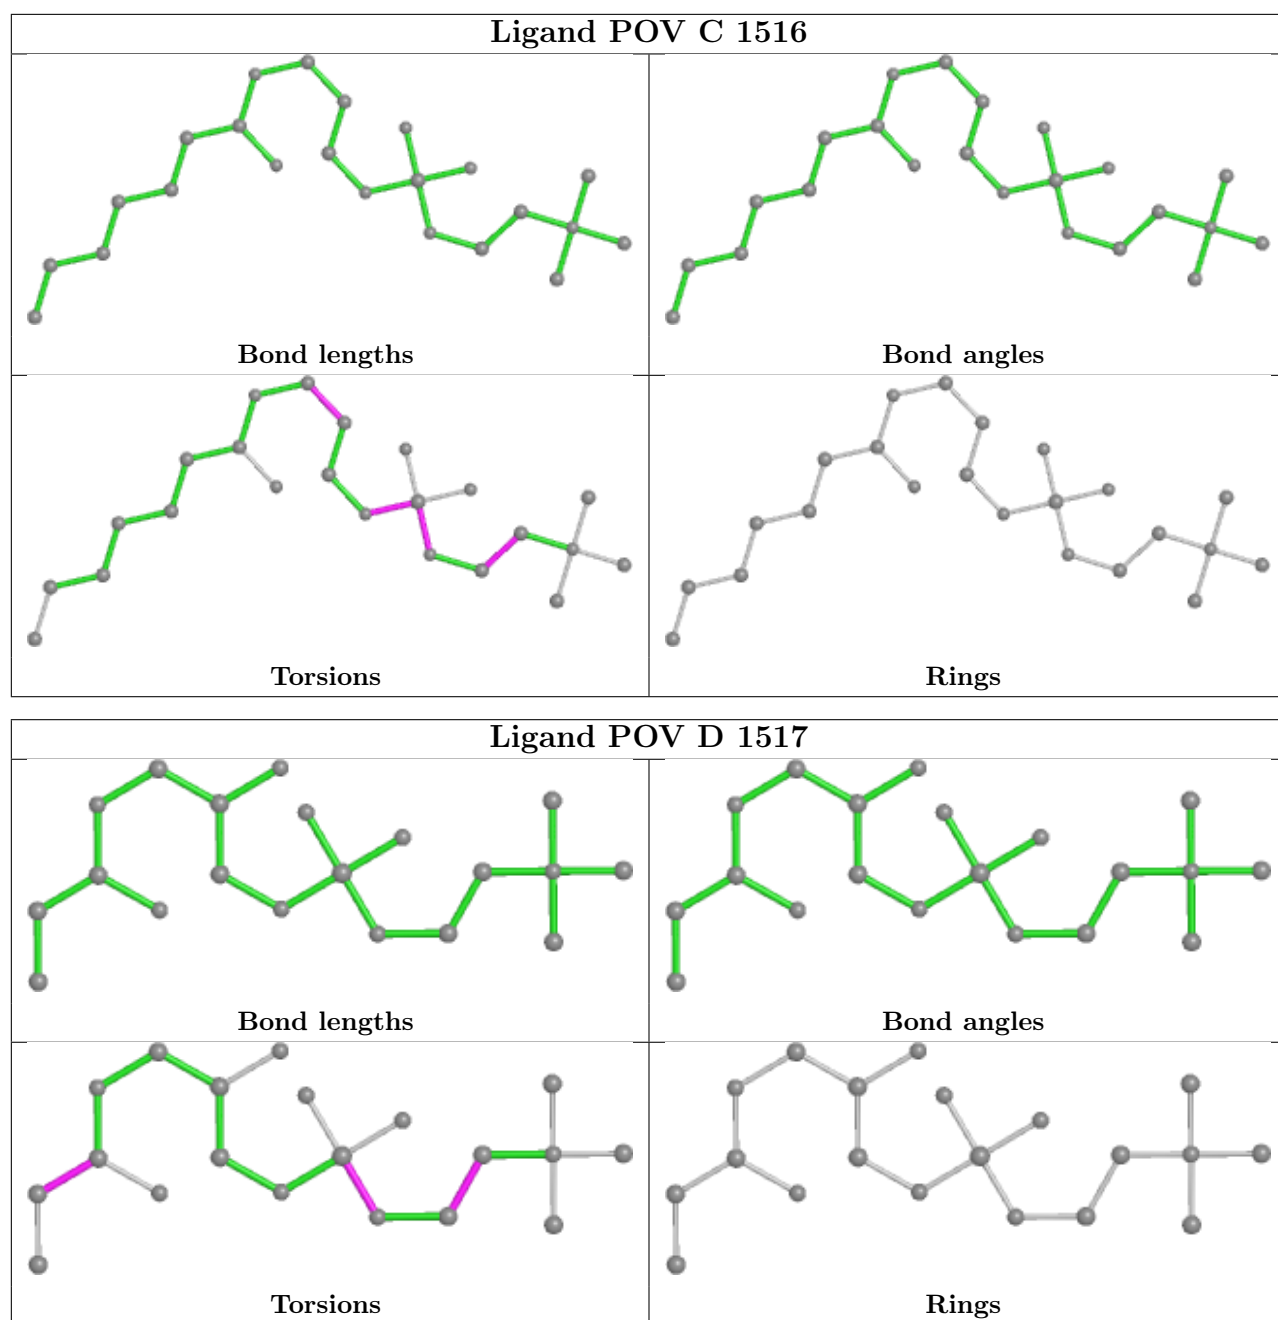 Ligand POV C 1516
Bond lengths
Bond angles
Torsions
Rings
Ligand POV D 1517
Bond lengths
Bond angles
Torsions
Rings